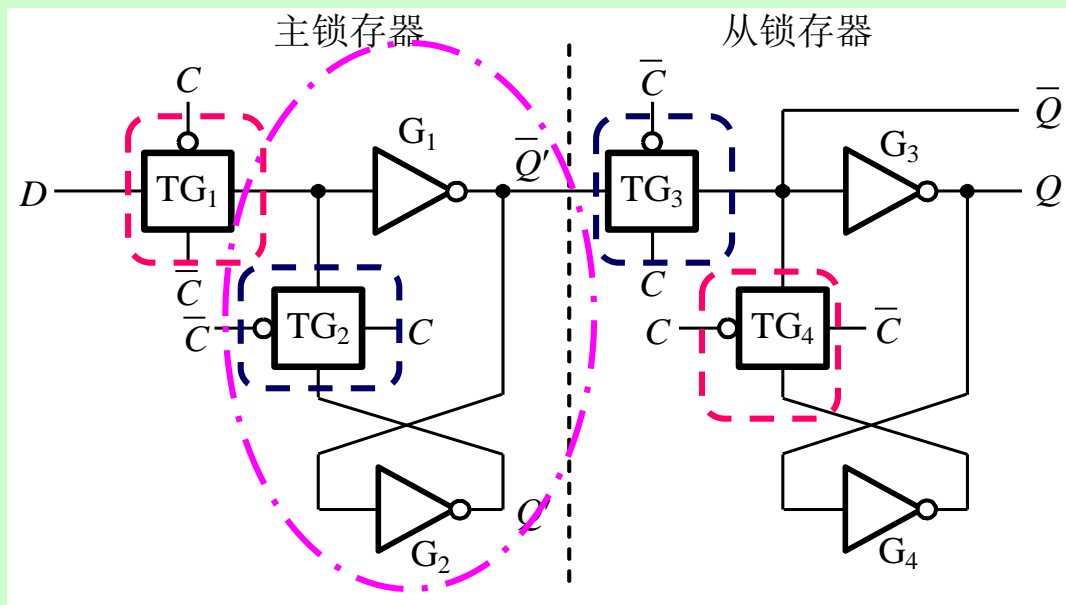 主锁存器 从锁存器
C C̅ Q̅
G₁ Q̅′ G₃
D TG₁ TG₃ Q
C̅ C
C̅ TG₂ C C TG₄ C̅
Q′
G₂ G₄